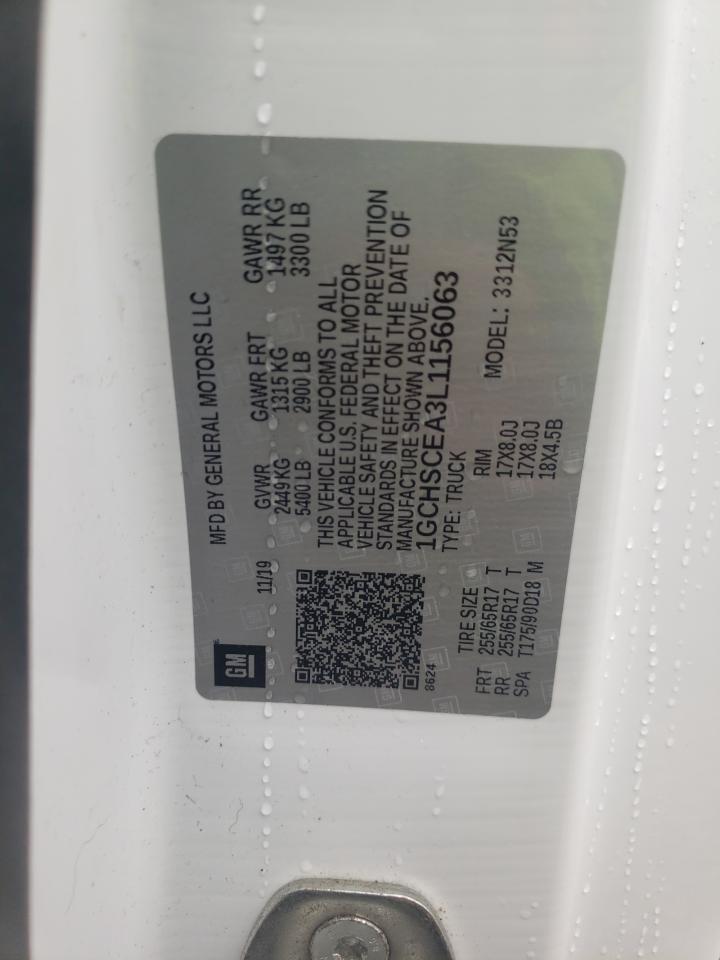 GM
MFD BY GENERAL MOTORS LLC
11/19
GVWR GAWR FRT GAWR RR
2449 KG 1315 KG 1497 KG
5400 LB 2900 LB 3300 LB
THIS VEHICLE CONFORMS TO ALL
APPLICABLE U.S. FEDERAL MOTOR
VEHICLE SAFETY AND THEFT PREVENTION
STANDARDS IN EFFECT ON THE DATE OF
MANUFACTURE SHOWN ABOVE.
8624
1GCHSCEA3L1156063
TYPE: TRUCK MODEL: 3312N53
TIRE SIZE RIM
FRT 255/65R17 T 17X8.0J
RR 255/65R17 T 17X8.0J
SPA T175/90D18 M 18X4.5B